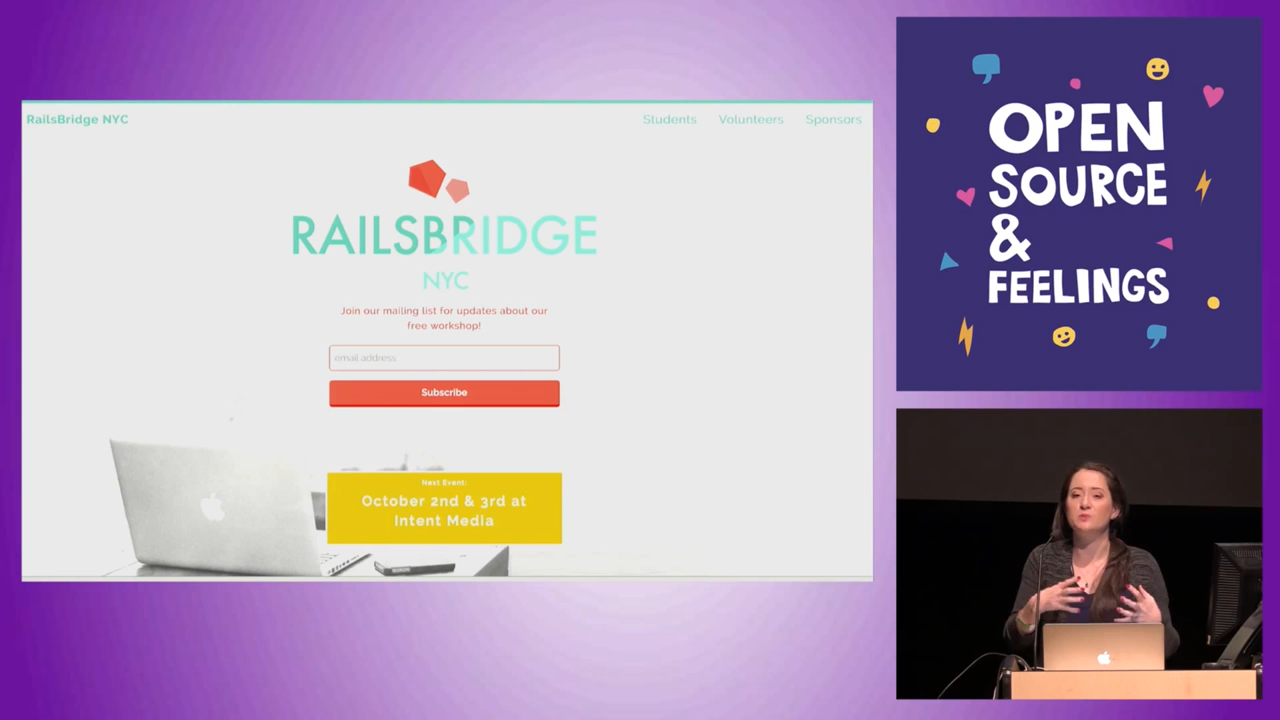 RailsBridge NYC
Students Volunteers Sponsors
RAILSBRIDGE
NYC
Join our mailing list for updates about our
free workshop!
email address
Subscribe
Next Event:
October 2nd & 3rd at
Intent Media
OPEN
SOURCE
&
FEELINGS